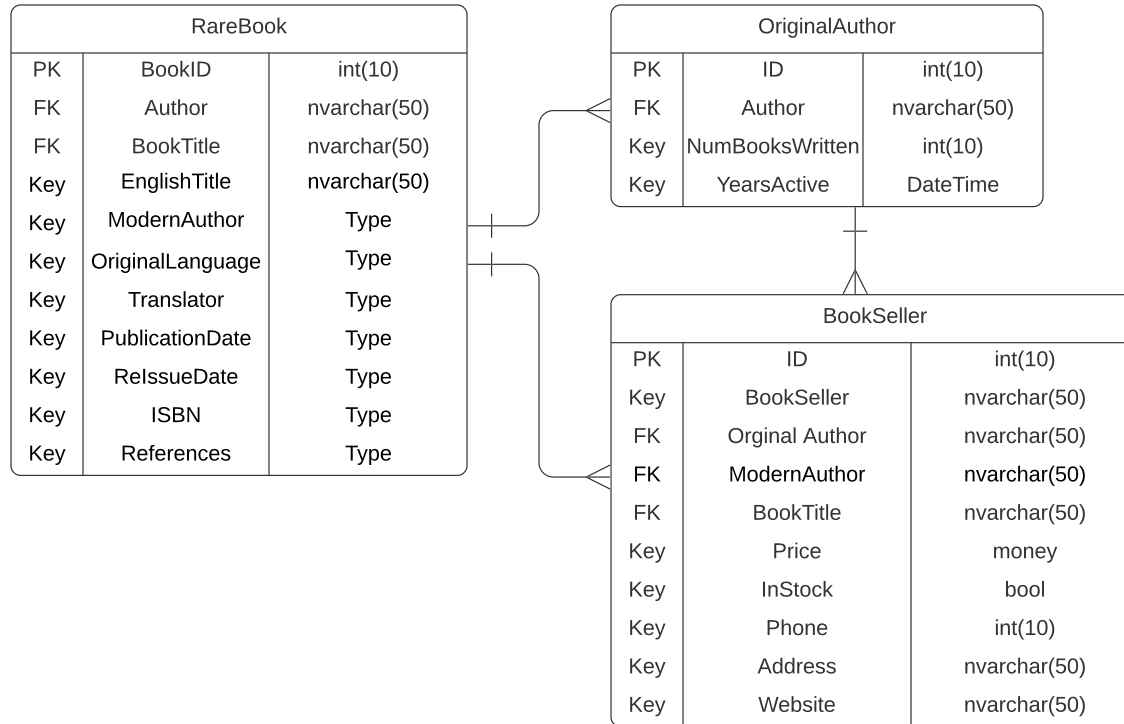 RareBook
PK BookID int(10)
FK Author nvarchar(50)
FK BookTitle nvarchar(50)
Key EnglishTitle nvarchar(50)
Key ModernAuthor Type
Key OriginalLanguage Type
Key Translator Type
Key PublicationDate Type
Key ReIssueDate Type
Key ISBN Type
Key References Type
OriginalAuthor
PK ID int(10)
FK Author nvarchar(50)
Key NumBooksWritten int(10)
Key YearsActive DateTime
BookSeller
PK ID int(10)
Key BookSeller nvarchar(50)
FK Orginal Author nvarchar(50)
FK ModernAuthor nvarchar(50)
FK BookTitle nvarchar(50)
Key Price money
Key InStock bool
Key Phone int(10)
Key Address nvarchar(50)
Key Website nvarchar(50)